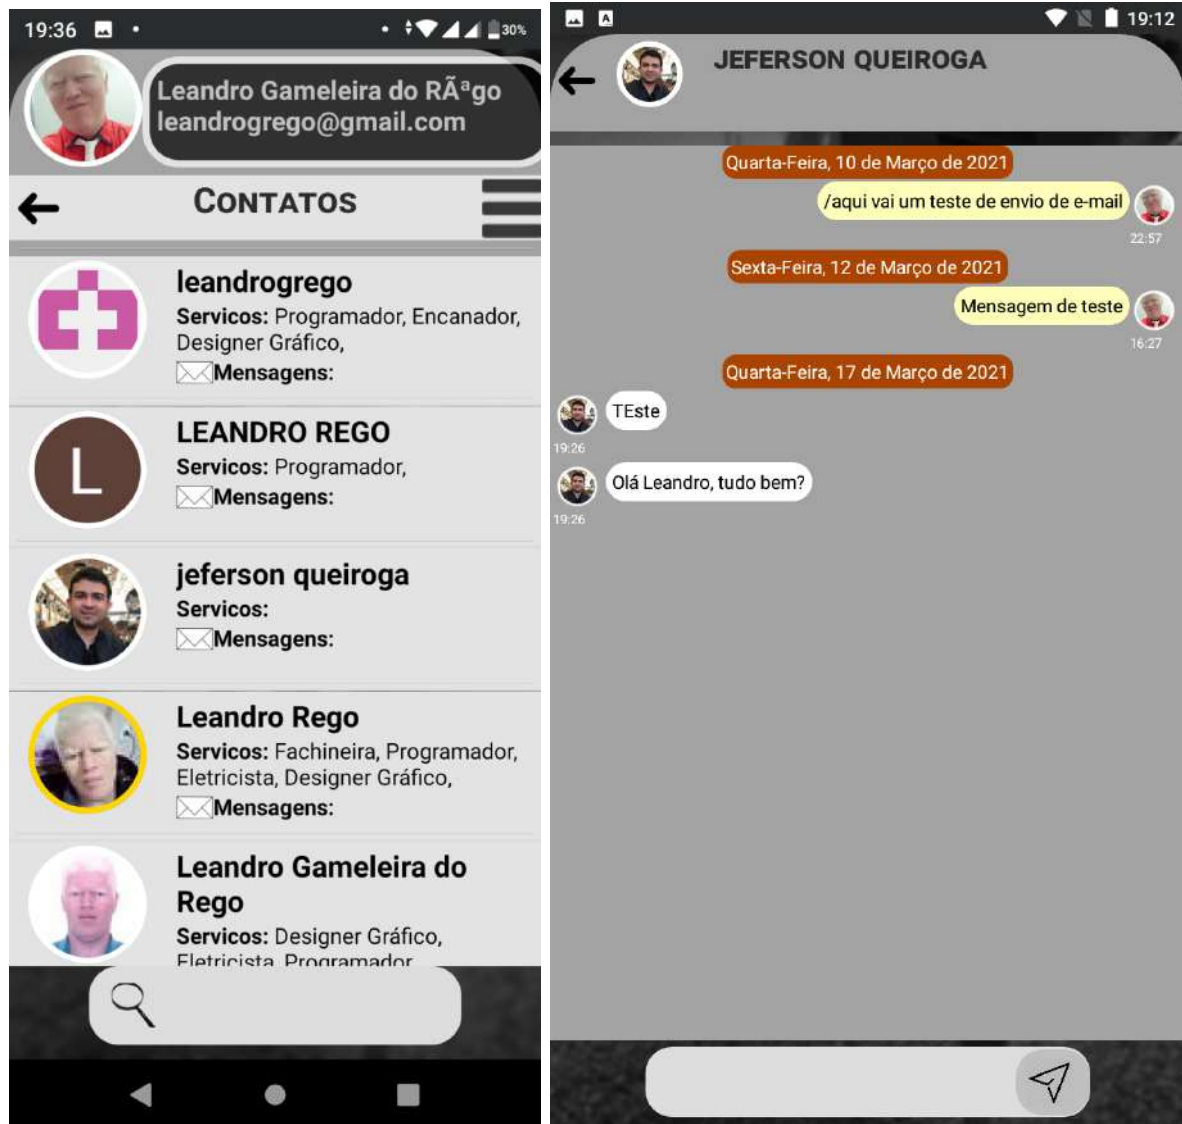 19:36
30%
Leandro Gameleira do RÃªgo
leandrogrego@gmail.com
CONTATOS
leandrogrego
Servicos: Programador, Encanador,
Designer Gráfico,
Mensagens:
L
LEANDRO REGO
Servicos: Programador,
Mensagens:
jeferson queiroga
Servicos:
Mensagens:
Leandro Rego
Servicos: Fachineira, Programador,
Eletricista, Designer Gráfico,
Mensagens:
Leandro Gameleira do
Rego
Servicos: Designer Gráfico,
Eletricista, Programador
A
19:12
JEFERSON QUEIROGA
Quarta-Feira, 10 de Março de 2021
/aqui vai um teste de envio de e-mail
22:57
Sexta-Feira, 12 de Março de 2021
Mensagem de teste
16:27
Quarta-Feira, 17 de Março de 2021
TEste
19:26
Olá Leandro, tudo bem?
19:26